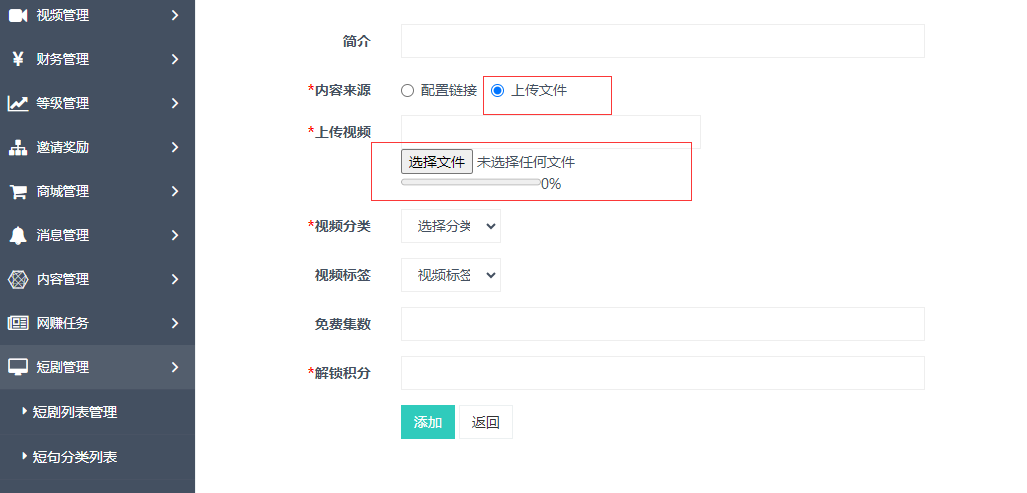 视频管理
财务管理
等级管理
邀请奖励
商城管理
消息管理
内容管理
网赚任务
短剧管理
短剧列表管理
短句分类列表
简介
*内容来源 配置链接 上传文件
*上传视频
选择文件 未选择任何文件
0%
*视频分类 选择分类
视频标签 视频标签
免费集数
*解锁积分
添加 返回